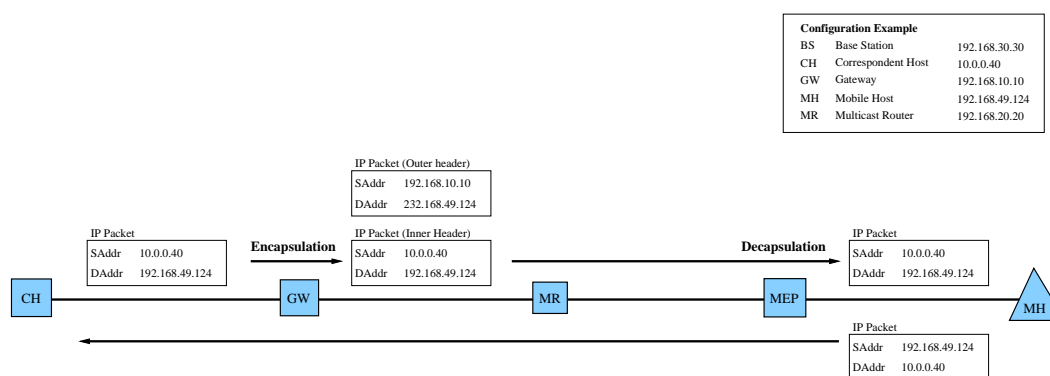 Configuration Example
BS Base Station 192.168.30.30
CH Correspondent Host 10.0.0.40
GW Gateway 192.168.10.10
MH Mobile Host 192.168.49.124
MR Multicast Router 192.168.20.20
IP Packet (Outer header)
SAddr 192.168.10.10
DAddr 232.168.49.124
IP Packet
SAddr 10.0.0.40
DAddr 192.168.49.124
Encapsulation
IP Packet (Inner Header)
SAddr 10.0.0.40
DAddr 192.168.49.124
Decapsulation
IP Packet
SAddr 10.0.0.40
DAddr 192.168.49.124
CH GW MR MEP MH
IP Packet
SAddr 192.168.49.124
DAddr 10.0.0.40